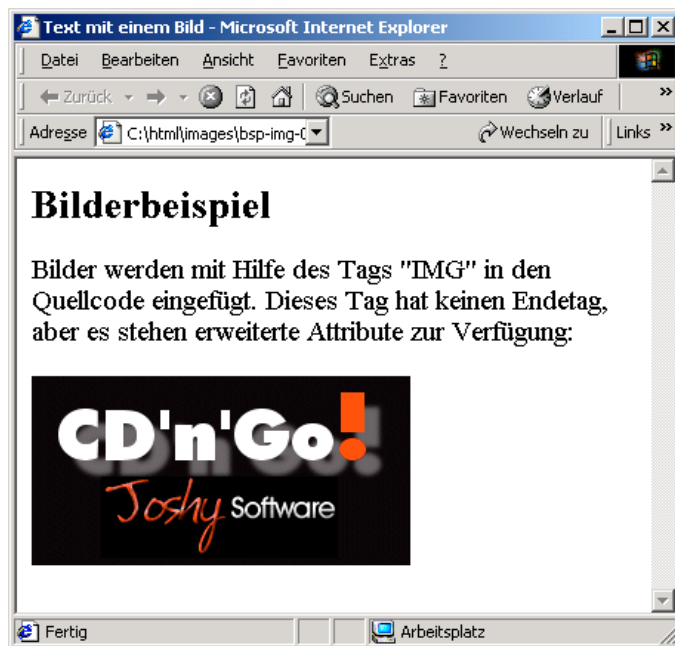 Text mit einem Bild - Microsoft Internet Explorer
Datei Bearbeiten Ansicht Favoriten Extras ?
Zurück Suchen Favoriten Verlauf »
Adresse C:\html\images\bsp-img-0 Wechseln zu Links »
Bilderbeispiel
Bilder werden mit Hilfe des Tags "IMG" in den
Quellcode eingefügt. Dieses Tag hat keinen Endetag,
aber es stehen erweiterte Attribute zur Verfügung:
CD'n'Go!
Joshy Software
Fertig Arbeitsplatz